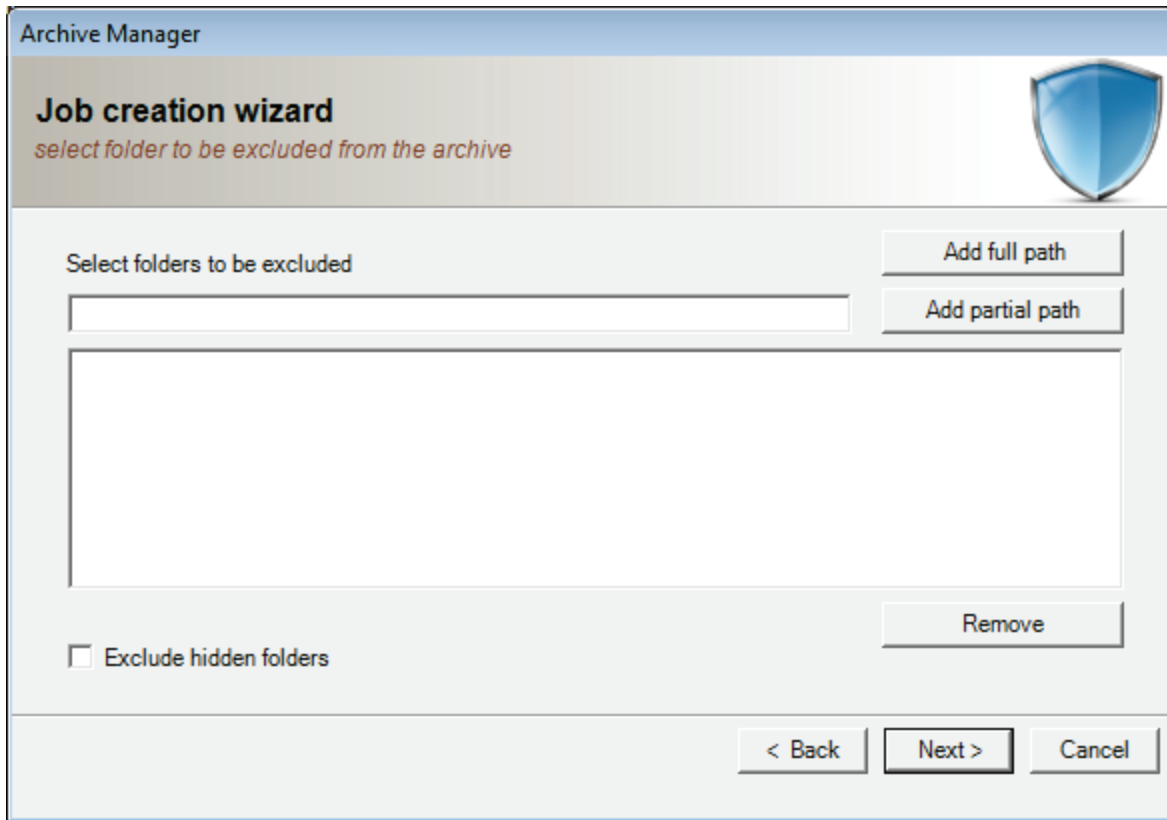 Archive Manager
Job creation wizard
select folder to be excluded from the archive
Select folders to be excluded
Add full path
Add partial path
Remove
Exclude hidden folders
< Back
Next >
Cancel